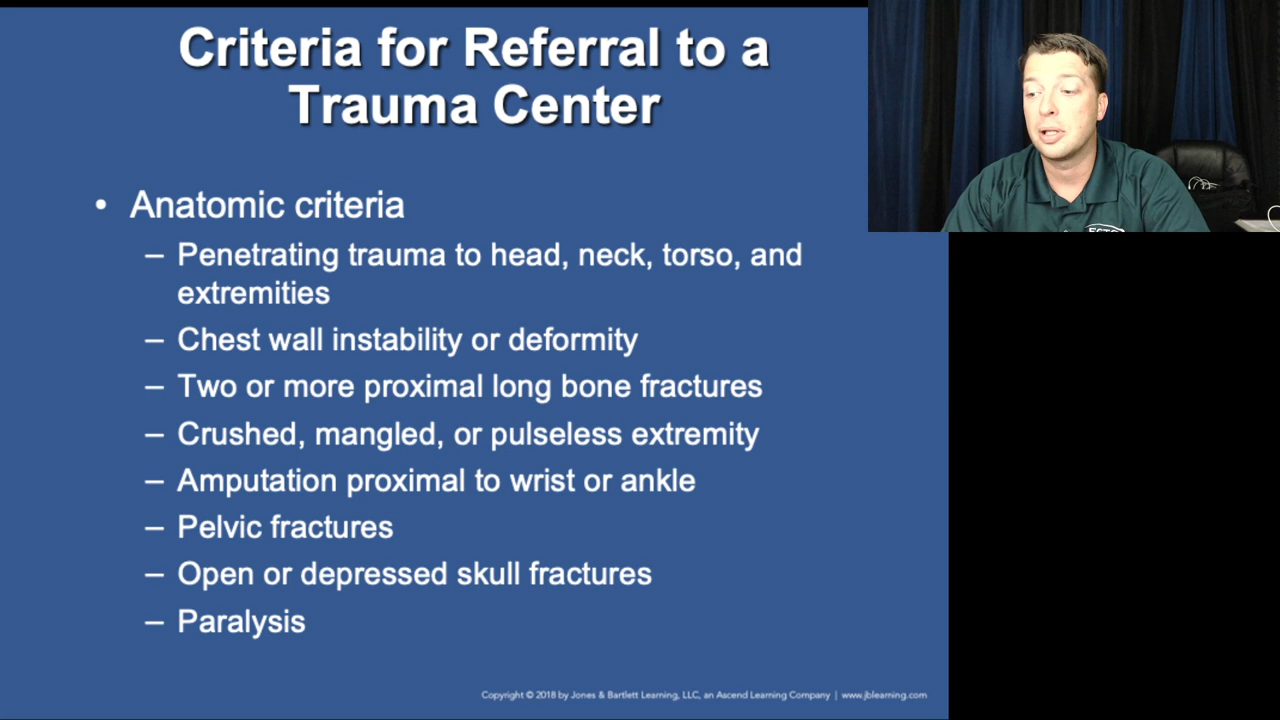 Criteria for Referral to a
Trauma Center
• Anatomic criteria
– Penetrating trauma to head, neck, torso, and
extremities
– Chest wall instability or deformity
– Two or more proximal long bone fractures
– Crushed, mangled, or pulseless extremity
– Amputation proximal to wrist or ankle
– Pelvic fractures
– Open or depressed skull fractures
– Paralysis
Copyright © 2018 by Jones & Bartlett Learning, LLC, an Ascend Learning Company | www.jblearning.com